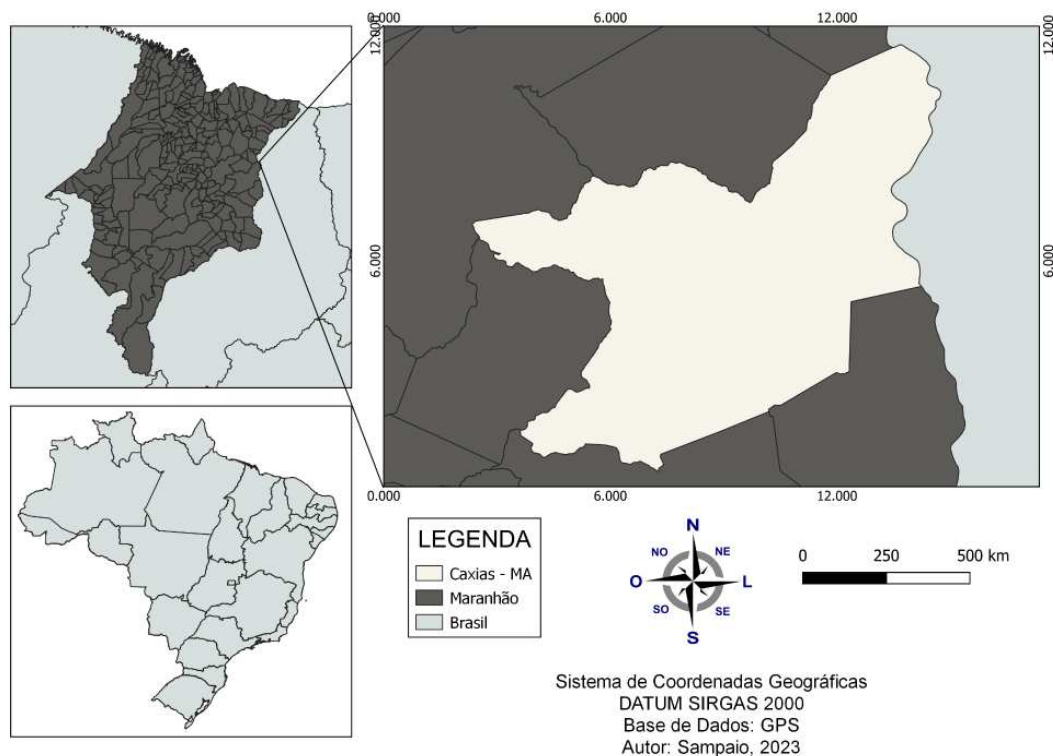 0.000 6.000 12.000
12.000 12.000
6.000 6.000
0.000 6.000 12.000
LEGENDA
Caxias - MA
Maranhão
Brasil
N
NO NE
O L
SO SE
S
0 250 500 km
Sistema de Coordenadas Geográficas
DATUM SIRGAS 2000
Base de Dados: GPS
Autor: Sampaio, 2023